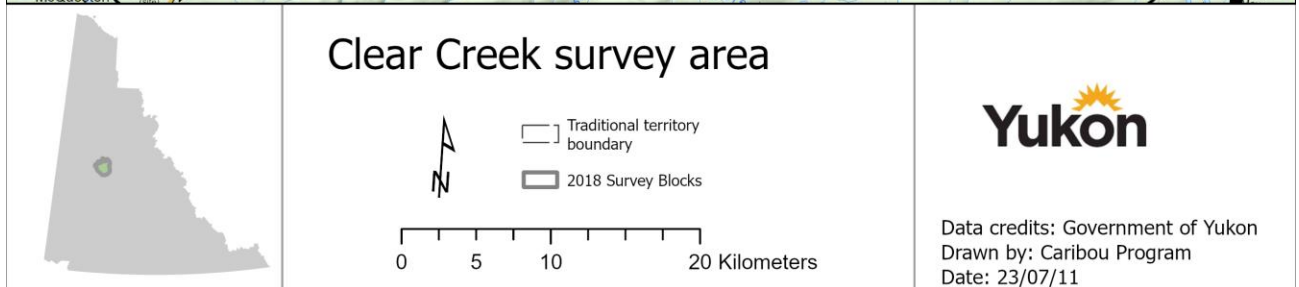 Clear Creek survey area
N
Traditional territory
boundary
2018 Survey Blocks
0 5 10 20 Kilometers
Yukon
Data credits: Government of Yukon
Drawn by: Caribou Program
Date: 23/07/11